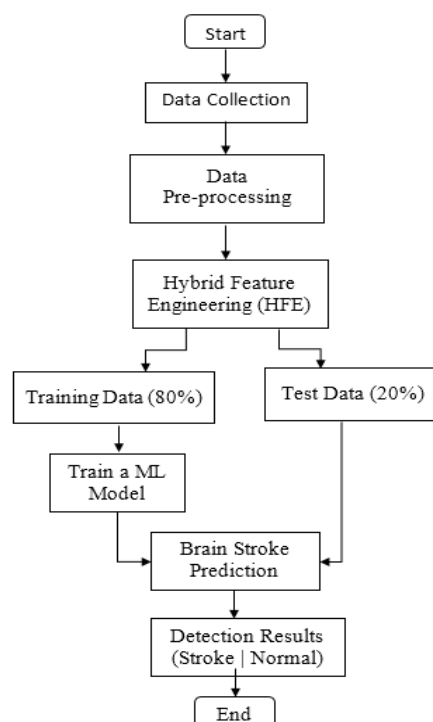 Start
Data Collection
Data
Pre-processing
Hybrid Feature
Engineering (HFE)
Training Data (80%)
Test Data (20%)
Train a ML
Model
Brain Stroke
Prediction
Detection Results
(Stroke | Normal)
End